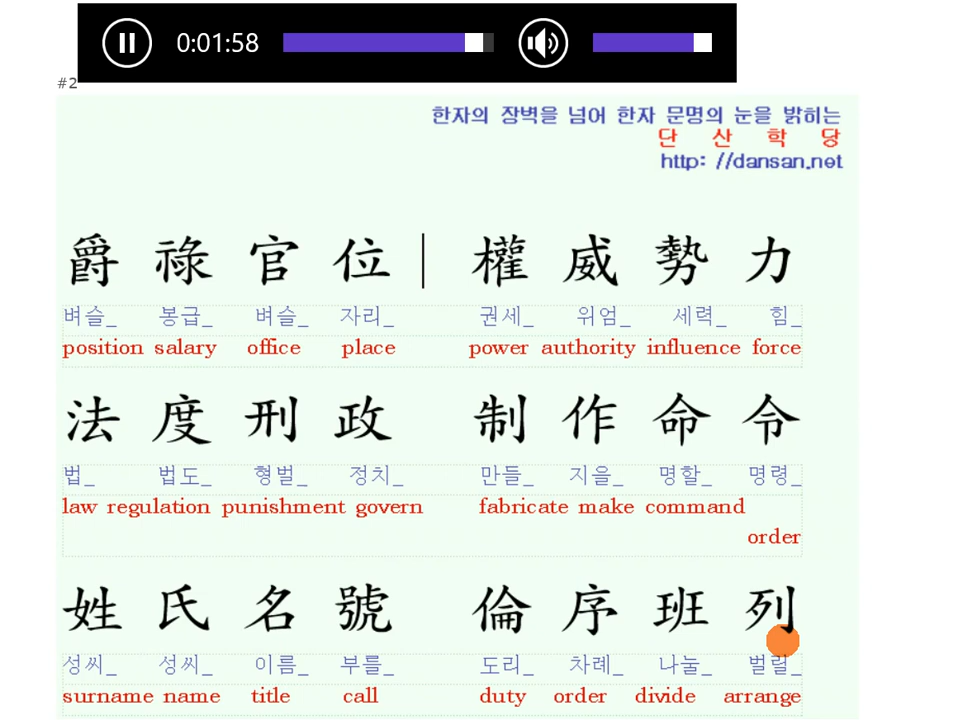 0:01:58
#2
한자의 장벽을 넘어 한자 문명의 눈을 밝히는
단 산 학 당
http: //dansan.net
爵 祿 官 位 | 權 威 勢 力
벼슬_ 봉급_ 벼슬_ 자리_ 권세_ 위엄_ 세력_ 힘_
position salary office place power authority influence force
法 度 刑 政 制 作 命 令
법_ 법도_ 형벌_ 정치_ 만들_ 지을_ 명할_ 명령_
law regulation punishment govern fabricate make command
order
姓 氏 名 號 倫 序 班 列
성씨_ 성씨_ 이름_ 부를_ 도리_ 차례_ 나눌_ 벌릴_
surname name title call duty order divide arrange